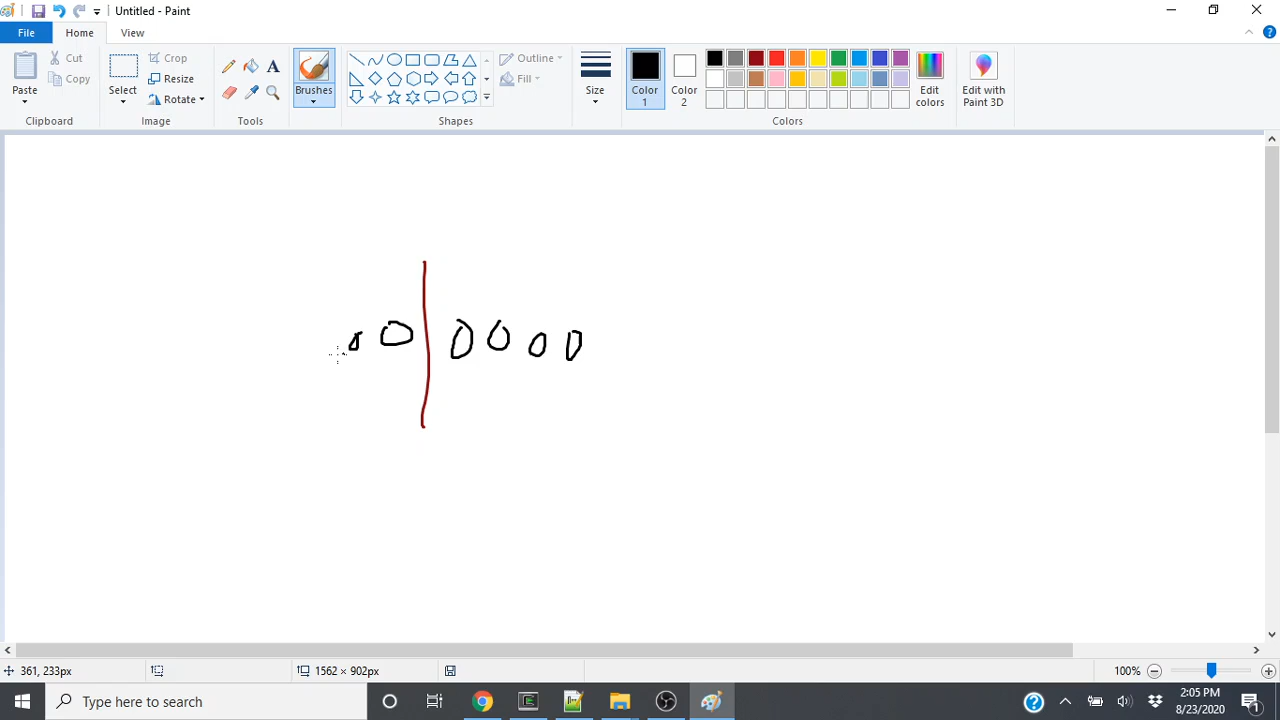 Untitled - Paint
File Home View
Paste Cut Copy Clipboard
Select Crop Resize Rotate Image
A Tools
Brushes
Shapes Outline Fill
Size
Color 1 Color 2 Edit colors Colors
Edit with Paint 3D
0 0 0 0 0 0
361, 233px 1562 × 902px 100%
Type here to search 2:05 PM
8/23/2020 1